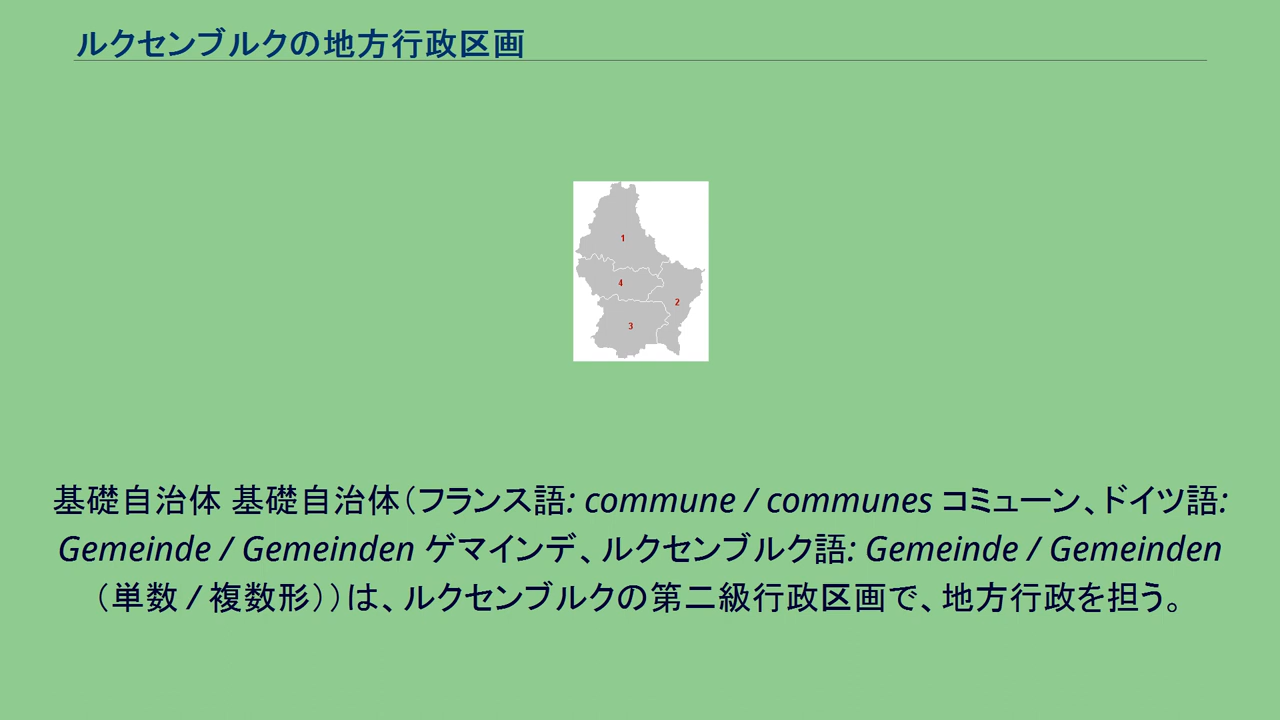 ルクセンブルクの地方行政区画
1
4
2
3
基礎自治体 基礎自治体（フランス語: commune / communes コミューン、ドイツ語:
Gemeinde / Gemeinden ゲマインデ、ルクセンブルク語: Gemeinde / Gemeinden
（単数 / 複数形））は、ルクセンブルクの第二級行政区画で、地方行政を担う。